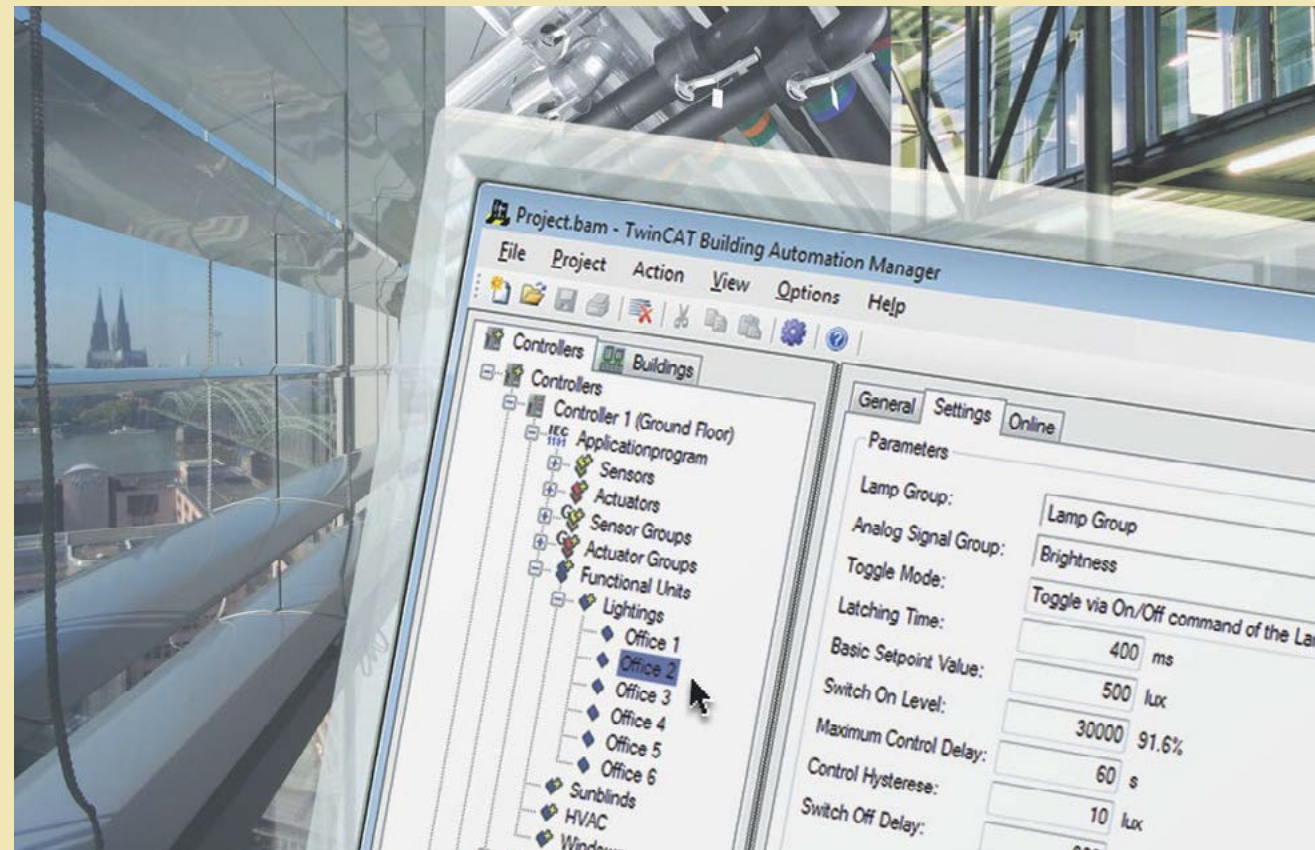 Project.bam - TwinCAT Building Automation Manager
File Project Action View Options Help
Controllers Buildings
Controllers
Controller 1 (Ground Floor)
IEC 1131 Applicationprogram
Sensors
Actuators
Sensor Groups
Actuator Groups
Functional Units
Lightings
Office 1
Office 2
Office 3
Office 4
Office 5
Office 6
Sunblinds
HVAC
General Settings Online
Parameters
Lamp Group: Lamp Group
Analog Signal Group: Brightness
Toggle Mode: Toggle via On/Off command of the
Latching Time: 400 ms
Basic Setpoint Value: 500 lux
Switch On Level: 30000 91.6%
Maximum Control Delay: 60 s
Control Hysterese: 10 lux
Switch Off Delay: